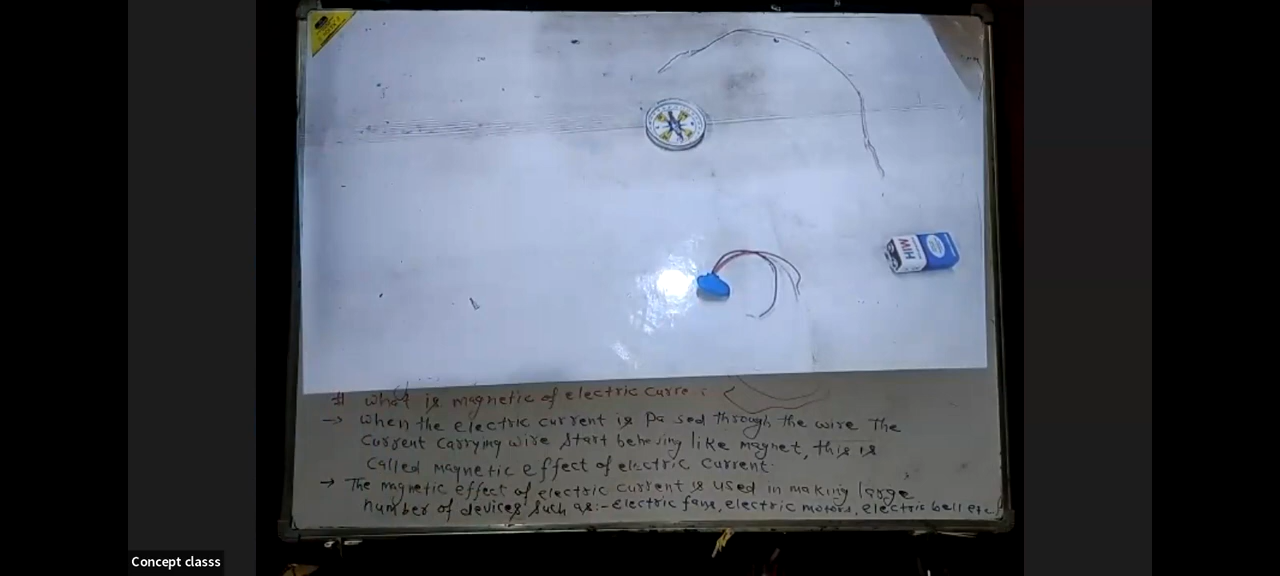 HIW
# What is magnetic of electric curre
→ when the electric current is Passed through the wire The
current carrying wire start behaving like magnet, this is
called magnetic effect of electric current.
→ The magnetic effect of electric current is used in making large
number of devices such as:- electric fans, electric motors, electric bell etc.
Concept classs